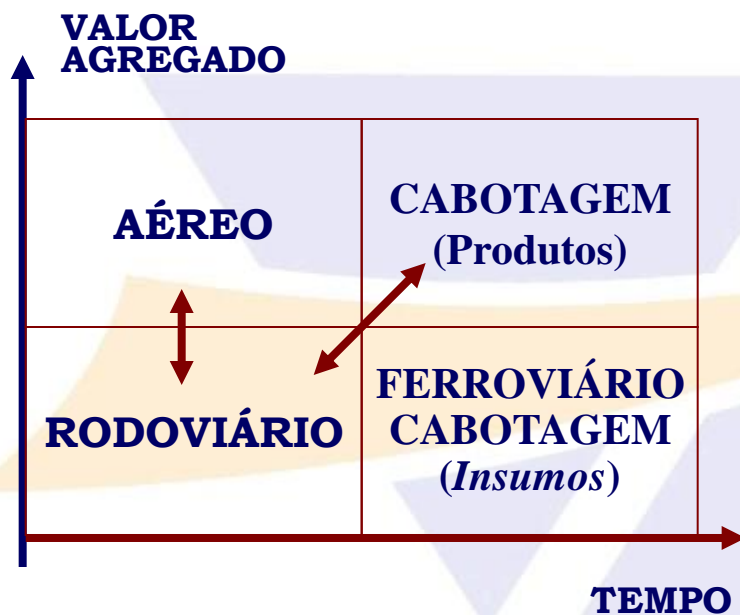 VALOR
AGREGADO
AÉREO
CABOTAGEM
(Produtos)
RODOVIÁRIO
FERROVIÁRIO
CABOTAGEM
(Insumos)
TEMPO